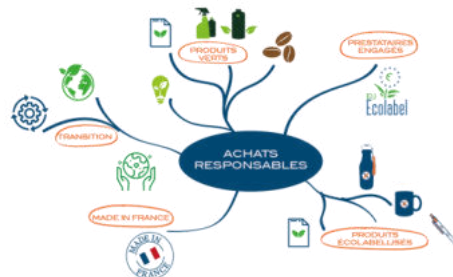 PRODUITS
VERTS
PRESTATAIRES
ENGAGÉS
€
Ecolabel
TRANSITION
ACHATS
RESPONSABLES
MADE IN FRANCE
MADE IN
FRANCE
PRODUITS
ÉCOLABELLISÉS